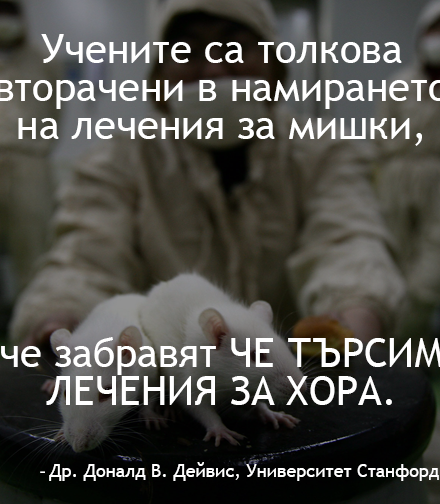 Учените са толкова
вторачени в намирането
на лечения за мишки,
че забравят ЧЕ ТЪРСИМ
ЛЕЧЕНИЯ ЗА ХОРА.
– Др. Доналд В. Дейвис, Университет Станфорд